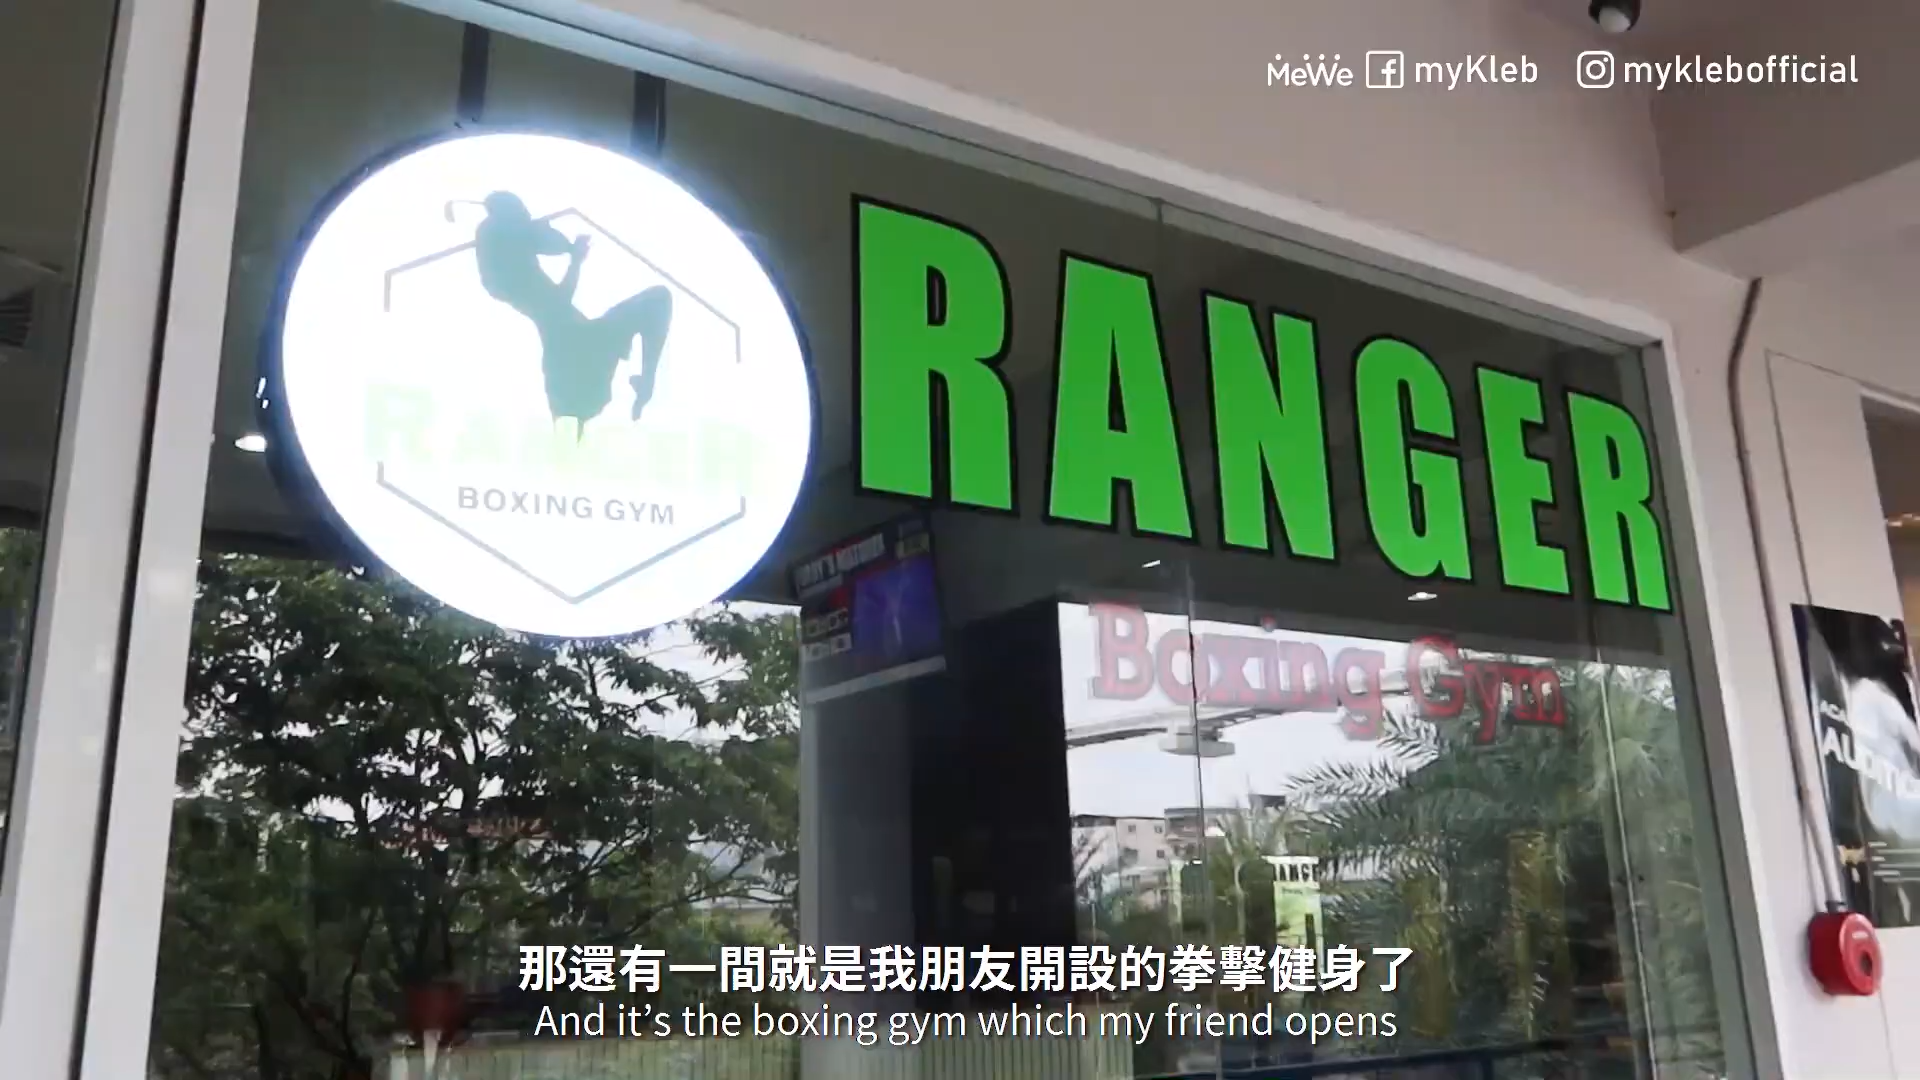 MeWe myKleb myklebofficial
RANGER
RANGER
BOXING GYM
Boxing Gym
那還有一間就是我朋友開設的拳擊健身了
And it's the boxing gym which my friend opens